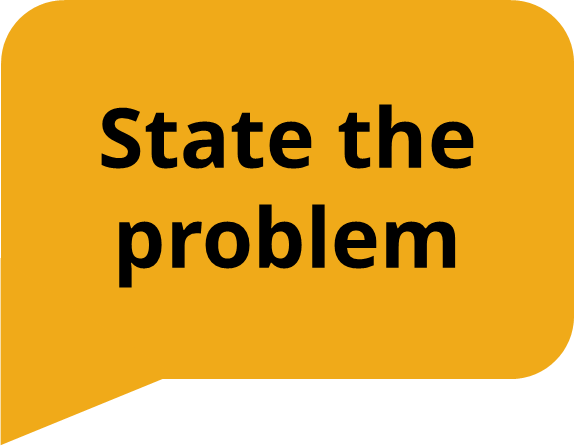 State the
problem